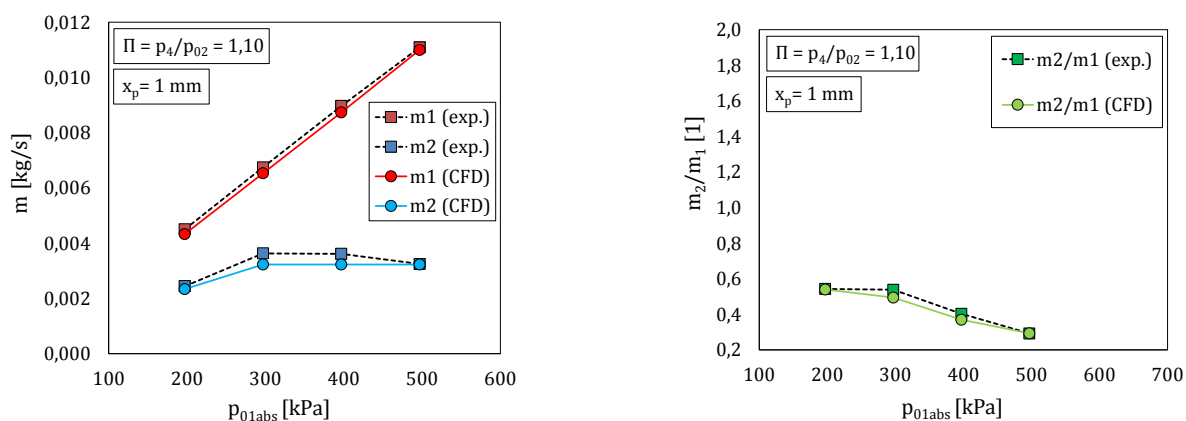 Π = p4/p02 = 1,10
xp= 1 mm
m1 (exp.)
m2 (exp.)
m1 (CFD)
m2 (CFD)
m [kg/s]
0,012
0,010
0,008
0,006
0,004
0,002
0,000
100 200 300 400 500 600
p01abs [kPa]
Π = p4/p02 = 1,10
xp= 1 mm
m2/m1 (exp.)
m2/m1 (CFD)
m2/m1 [1]
2,0
1,8
1,6
1,4
1,2
1,0
0,8
0,6
0,4
0,2
100 200 300 400 500 600 700
p01abs [kPa]